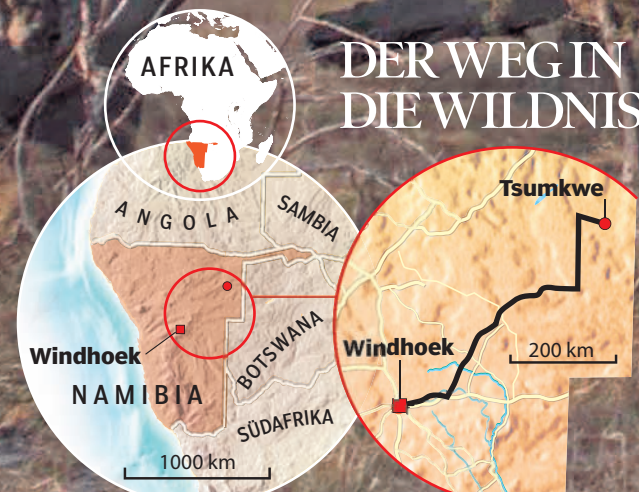 AFRIKA
DER WEG IN
DIE WILDNIS
ANGOLA
SAMBIA
Windhoek
BOTSWANA
NAMIBIA
SÜDAFRIKA
1000 km
Tsumkwe
Windhoek
200 km